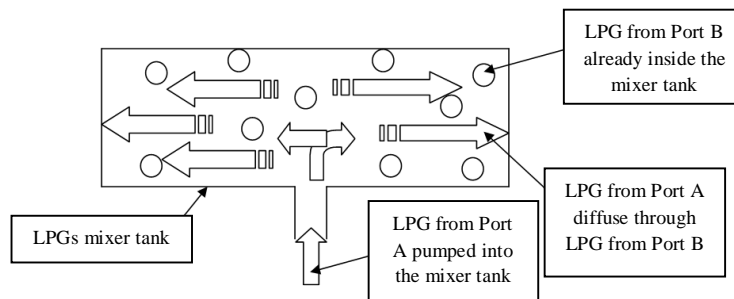 LPG from Port B
already inside the
mixer tank
LPG from Port A
diffuse through
LPG from Port B
LPGs mixer tank
LPG from Port
A pumped into
the mixer tank